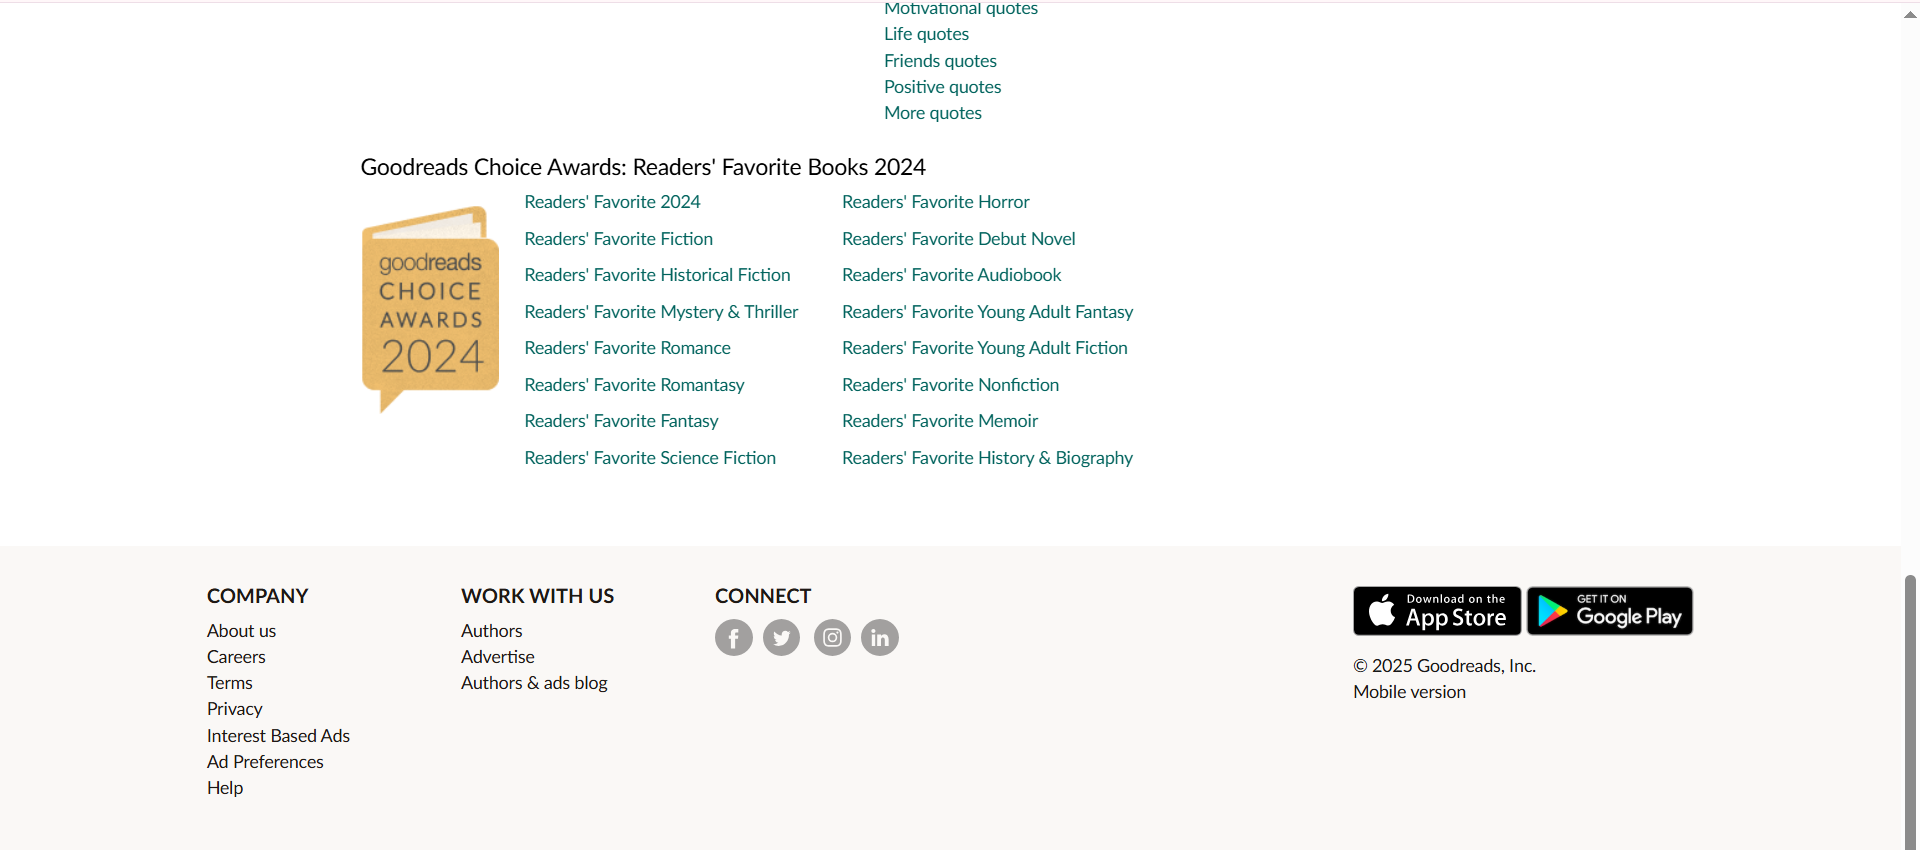 Motivational quotes
Life quotes
Friends quotes
Positive quotes
More quotes
Goodreads Choice Awards: Readers' Favorite Books 2024
goodreads
CHOICE
AWARDS
2024
Readers' Favorite 2024
Readers' Favorite Fiction
Readers' Favorite Historical Fiction
Readers' Favorite Mystery & Thriller
Readers' Favorite Romance
Readers' Favorite Romantasy
Readers' Favorite Fantasy
Readers' Favorite Science Fiction
Readers' Favorite Horror
Readers' Favorite Debut Novel
Readers' Favorite Audiobook
Readers' Favorite Young Adult Fantasy
Readers' Favorite Young Adult Fiction
Readers' Favorite Nonfiction
Readers' Favorite Memoir
Readers' Favorite History & Biography
COMPANY
About us
Careers
Terms
Privacy
Interest Based Ads
Ad Preferences
Help
WORK WITH US
Authors
Advertise
Authors & ads blog
CONNECT
f
in
Download on the
App Store
GET IT ON
Google Play
© 2025 Goodreads, Inc.
Mobile version